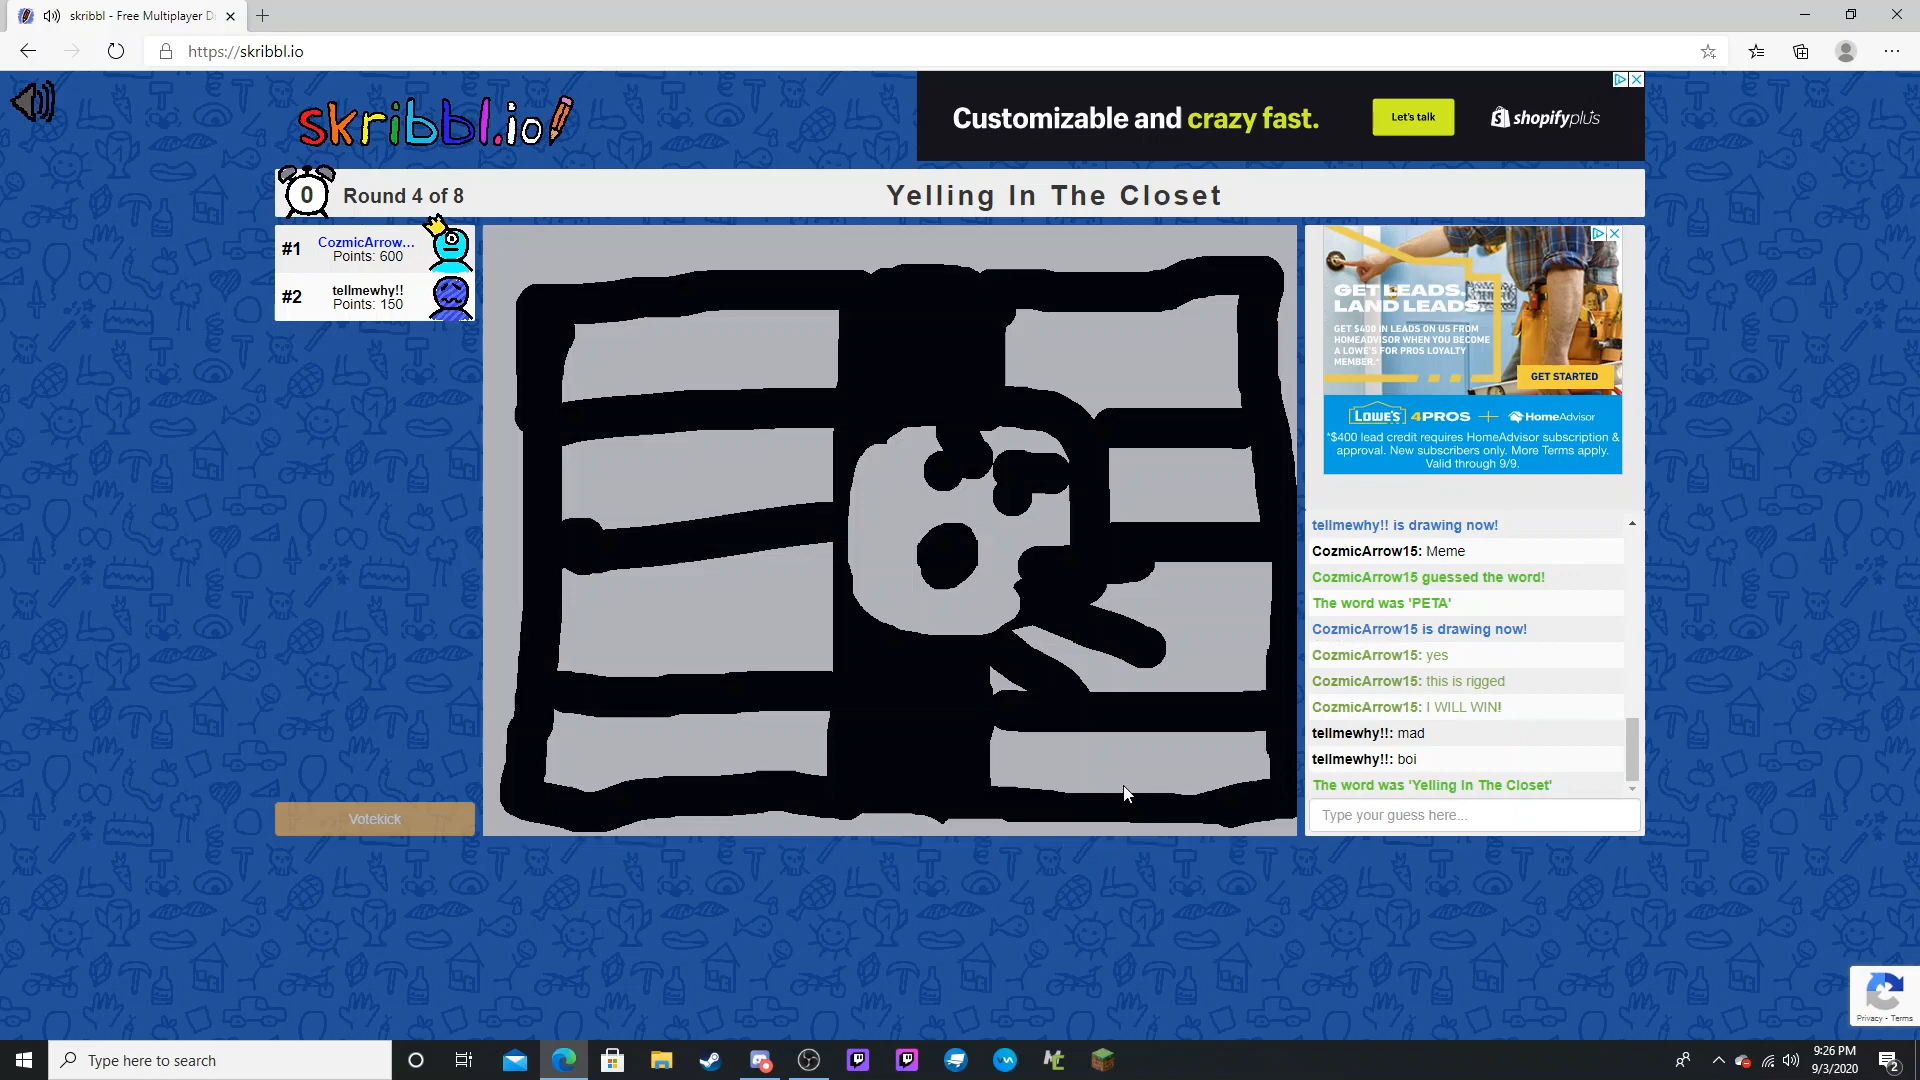 skribbl - Free Multiplayer D
https://skribbl.io
skribbl.io
Customizable and crazy fast.
Let's talk
shopifyplus
0
Round 4 of 8
Yelling In The Closet
#1
CozmicArrow...
Points: 600
#2
tellmewhy!!
Points: 150
GET LEADS.
LAND LEADS.
GET $400 IN LEADS ON US FROM
HOMEADVISOR WHEN YOU BECOME
A LOWE'S FOR PROS LOYALTY
MEMBER.*
GET STARTED
LOWE'S 4PROS + HomeAdvisor
*$400 lead credit requires HomeAdvisor subscription &
approval. New subscribers only. More Terms apply.
Valid through 9/9.
tellmewhy!! is drawing now!
CozmicArrow15: Meme
CozmicArrow15 guessed the word!
The word was 'PETA'
CozmicArrow15 is drawing now!
CozmicArrow15: yes
CozmicArrow15: this is rigged
CozmicArrow15: I WILL WIN!
tellmewhy!!: mad
tellmewhy!!: boi
The word was 'Yelling In The Closet'
Type your guess here...
Votekick
Privacy - Terms
Type here to search
9:26 PM
9/3/2020
2